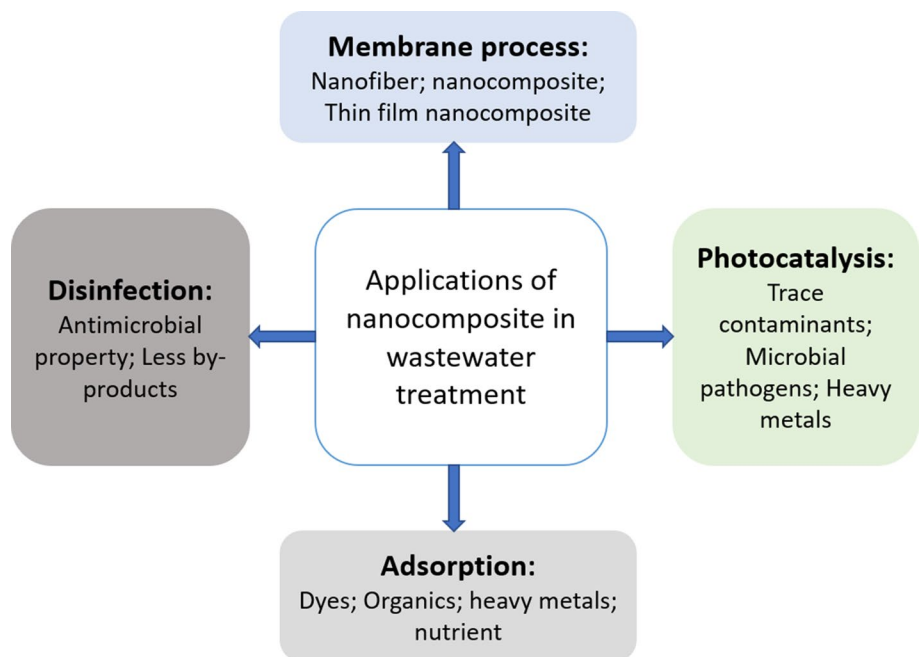 Membrane process:
Nanofiber; nanocomposite;
Thin film nanocomposite
Disinfection:
Antimicrobial
property; Less by-
products
Applications of
nanocomposite in
wastewater
treatment
Photocatalysis:
Trace
contaminants;
Microbial
pathogens; Heavy
metals
Adsorption:
Dyes; Organics; heavy metals;
nutrient